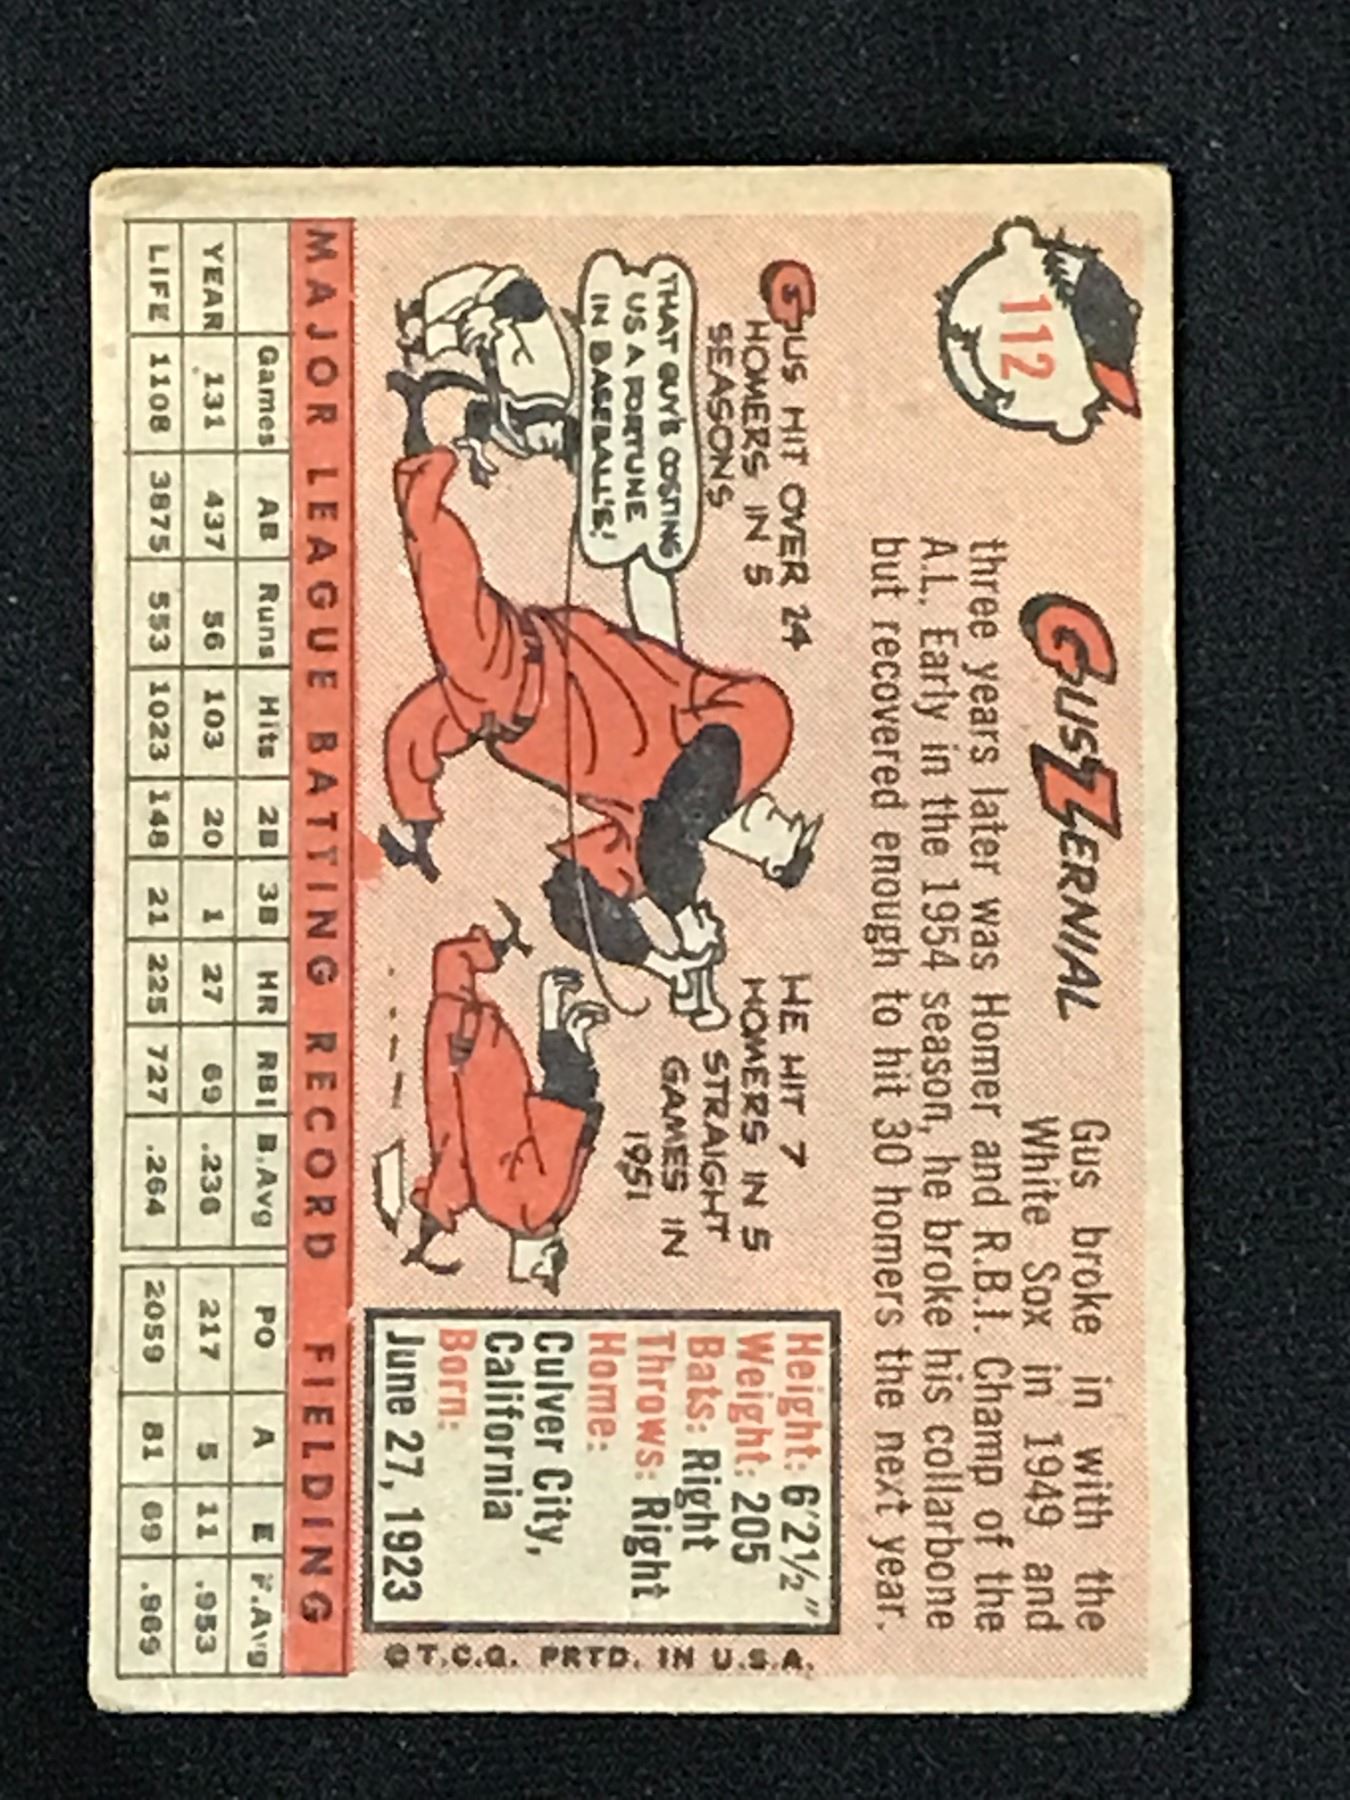 112
GUS ZERNIAL
Gus broke in with the
White Sox in 1949 and
three years later was Homer and R.B.I. Champ of the
A.L. Early in the 1954 season, he broke his collarbone
but recovered enough to hit 30 homers the next year.
GUS HIT OVER 24
HOMERS IN 5
SEASONS
THAT GUY'S COSTING
US A FORTUNE
IN BASEBALL'S!
HE HIT 7
HOMERS IN 5
STRAIGHT
GAMES IN
1951
Height: 6'2½"
Weight: 205
Bats: Right
Throws: Right
Home:
Culver City,
California
Born:
June 27, 1923
©T.C.G. PRTD. IN U.S.A.
MAJOR LEAGUE BATTING RECORD FIELDING
Games AB Runs Hits 2B 3B HR RBI B.Avg PO A E F.Avg
YEAR 131 437 56 103 20 1 27 69 .236 217 5 11 .953
LIFE 1108 3875 553 1023 148 21 225 727 .264 2059 81 69 .969